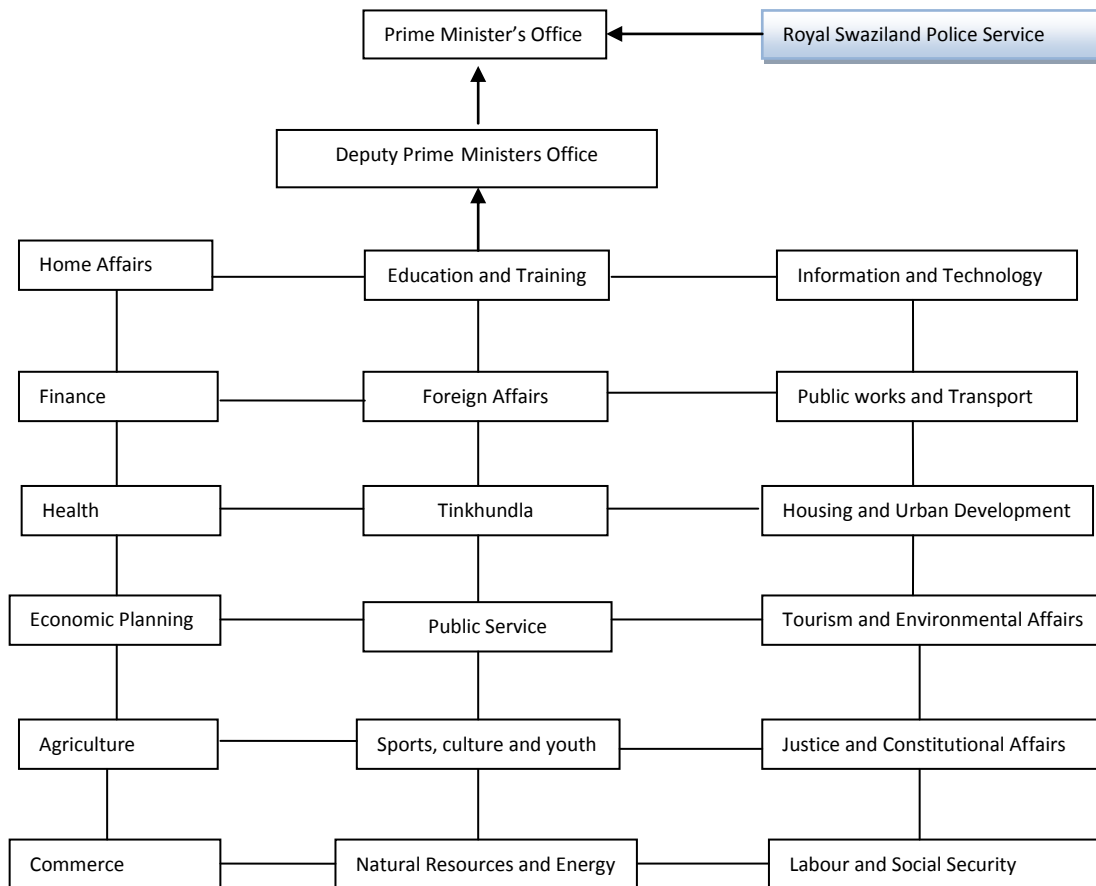 Prime Minister’s Office
Royal Swaziland Police Service
Deputy Prime Ministers Office
Home Affairs
Education and Training
Information and Technology
Finance
Foreign Affairs
Public works and Transport
Health
Tinkhundla
Housing and Urban Development
Economic Planning
Public Service
Tourism and Environmental Affairs
Agriculture
Sports, culture and youth
Justice and Constitutional Affairs
Commerce
Natural Resources and Energy
Labour and Social Security